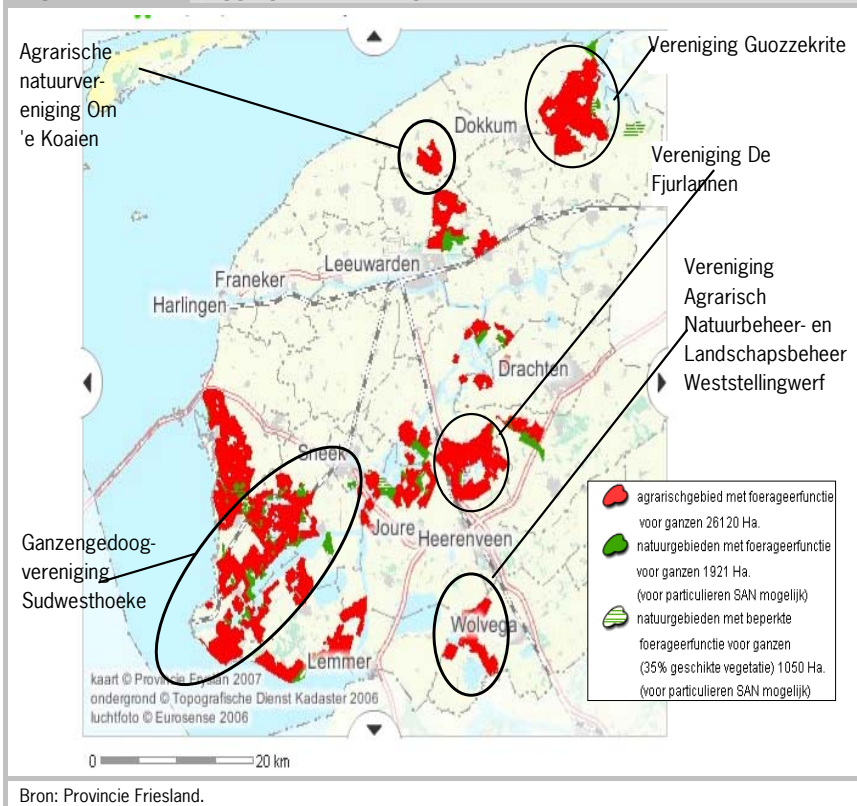 Agrarische
natuurver-
eniging Om
'e Koaien
Vereniging Guozzekrite
Vereniging De
Fjurlannen
Vereniging
Agrarisch
Natuurbeheer- en
Landschapsbeheer
Weststellingwerf
Ganzengedoog-
vereniging
Sudwesthoeke
Dokkum
Leeuwarden
Franeker
Harlingen
Drachten
Sneek
Joure
Heerenveen
Wolvega
Lemmer
agrarischgebied met foerageerfunctie
voor ganzen 26120 Ha.
natuurgebieden met foerageerfunctie
voor ganzen 1921 Ha.
(voor particulieren SAN mogelijk)
natuurgebieden met beperkte
foerageerfunctie voor ganzen
(35% geschikte vegetatie) 1050 Ha.
(voor particulieren SAN mogelijk)
kaart © Provincie Fryslan 2007
ondergrond © Topografische Dienst Kadaster 2006
luchtfoto © Eurosense 2006
0 20 km
Bron: Provincie Friesland.